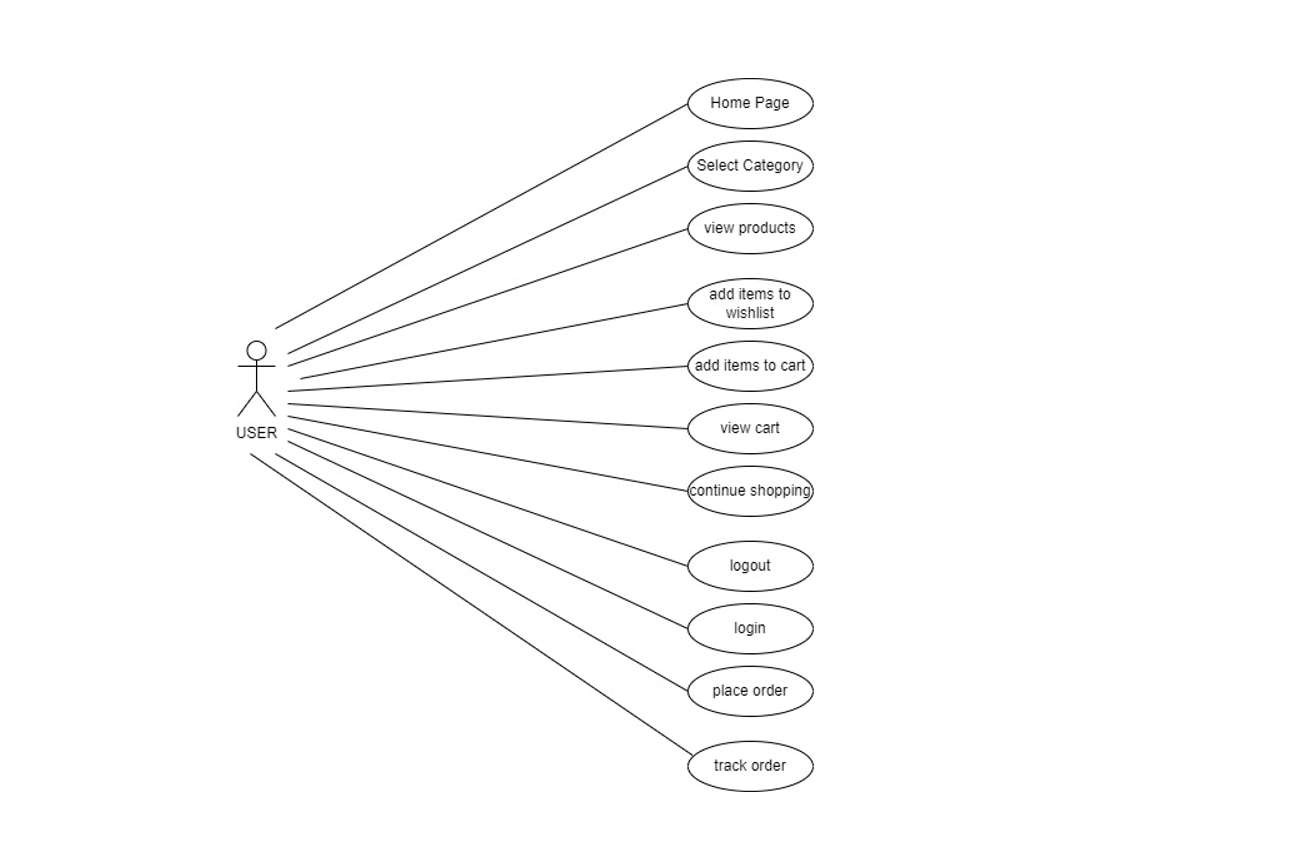 Home Page
Select Category
view products
add items to
wishlist
add items to cart
USER
view cart
continue shopping
logout
login
place order
track order